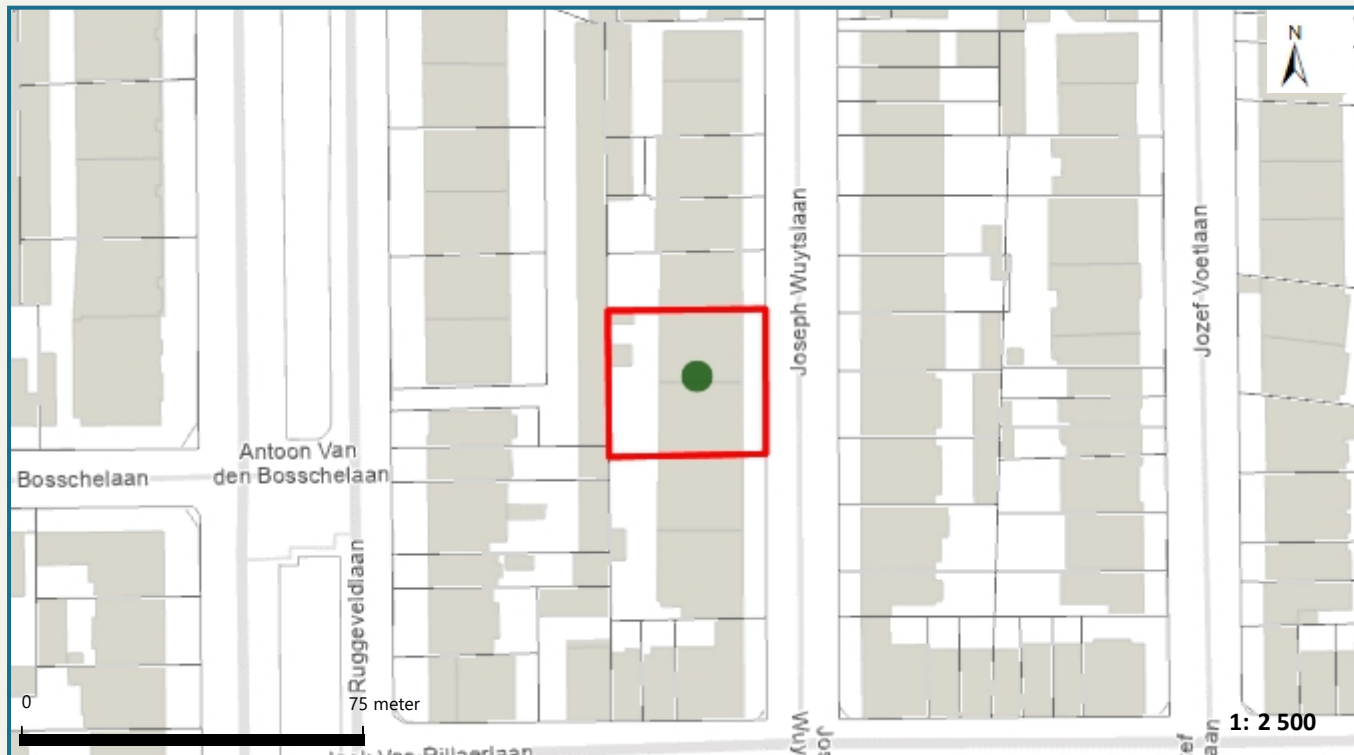 N
Joseph-Wuytslaan
Jozef-Voetlaan
Antoon Van
den Bosschelaan
Bosschelaan
Ruggeveldlaan
0
75 meter
1: 2 500